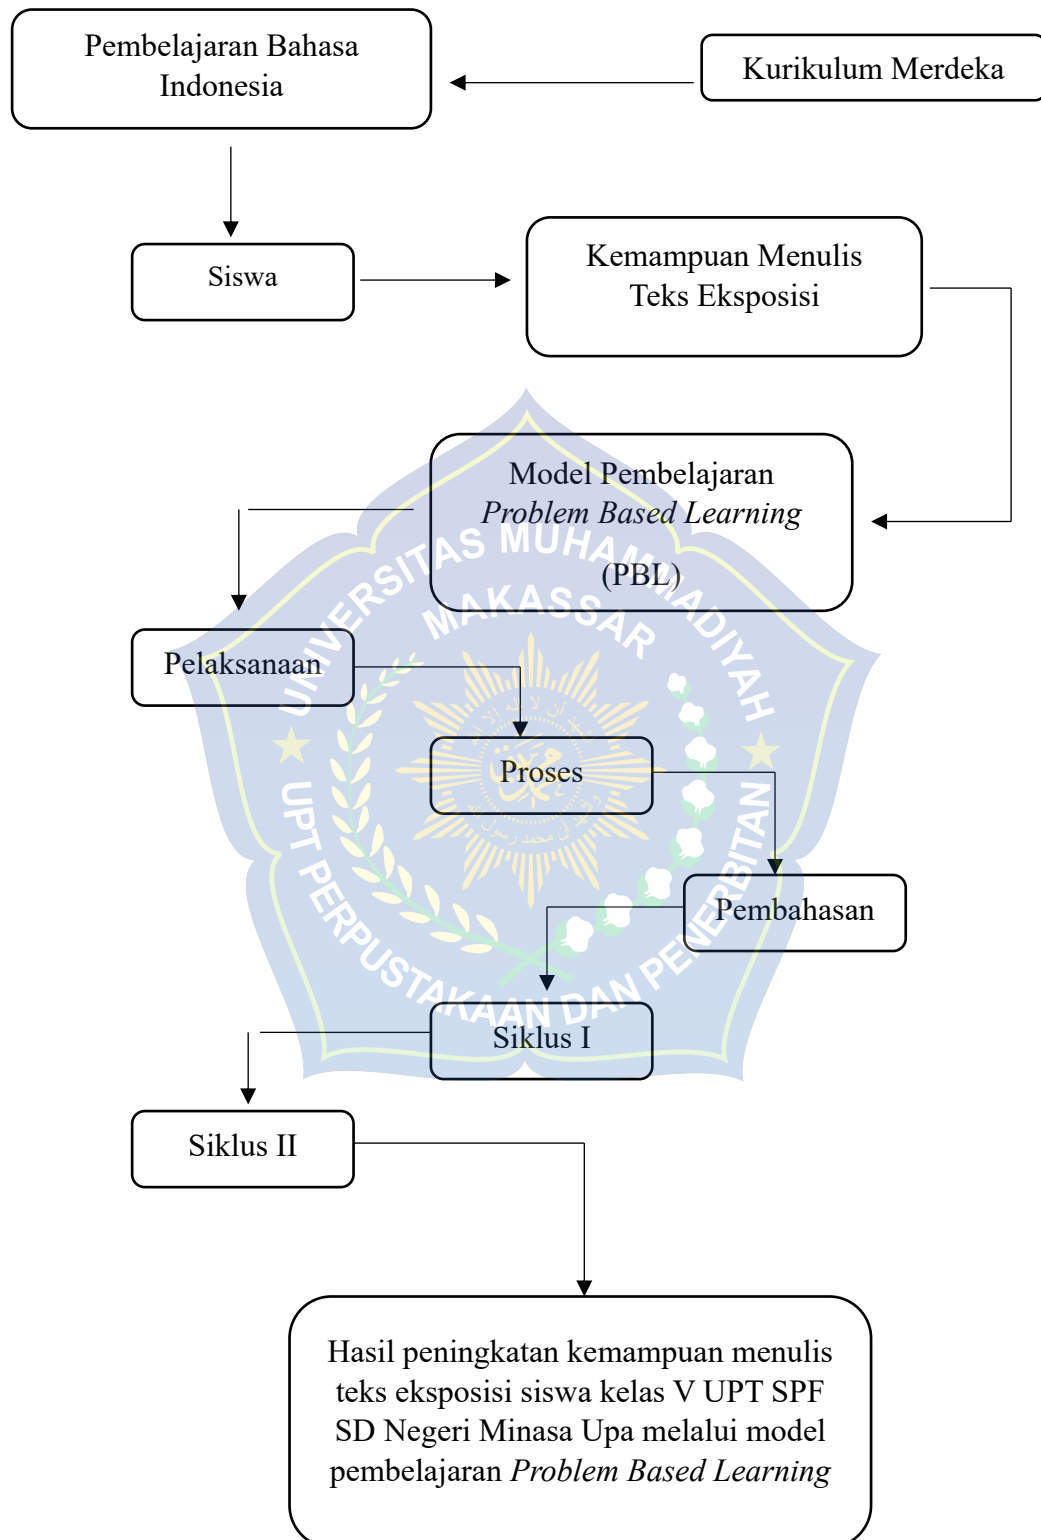 Pembelajaran Bahasa
Indonesia
Kurikulum Merdeka
Siswa
Kemampuan Menulis
Teks Eksposisi
Model Pembelajaran
Problem Based Learning
(PBL)
UNIVERSITAS MUHAMMADIYAH
MAKASSAR
Pelaksanaan
Proses
Pembahasan
UPT PERPUSTAKAAN DAN PENERBITAN
Siklus I
Siklus II
Hasil peningkatan kemampuan menulis
teks eksposisi siswa kelas V UPT SPF
SD Negeri Minasa Upa melalui model
pembelajaran Problem Based Learning